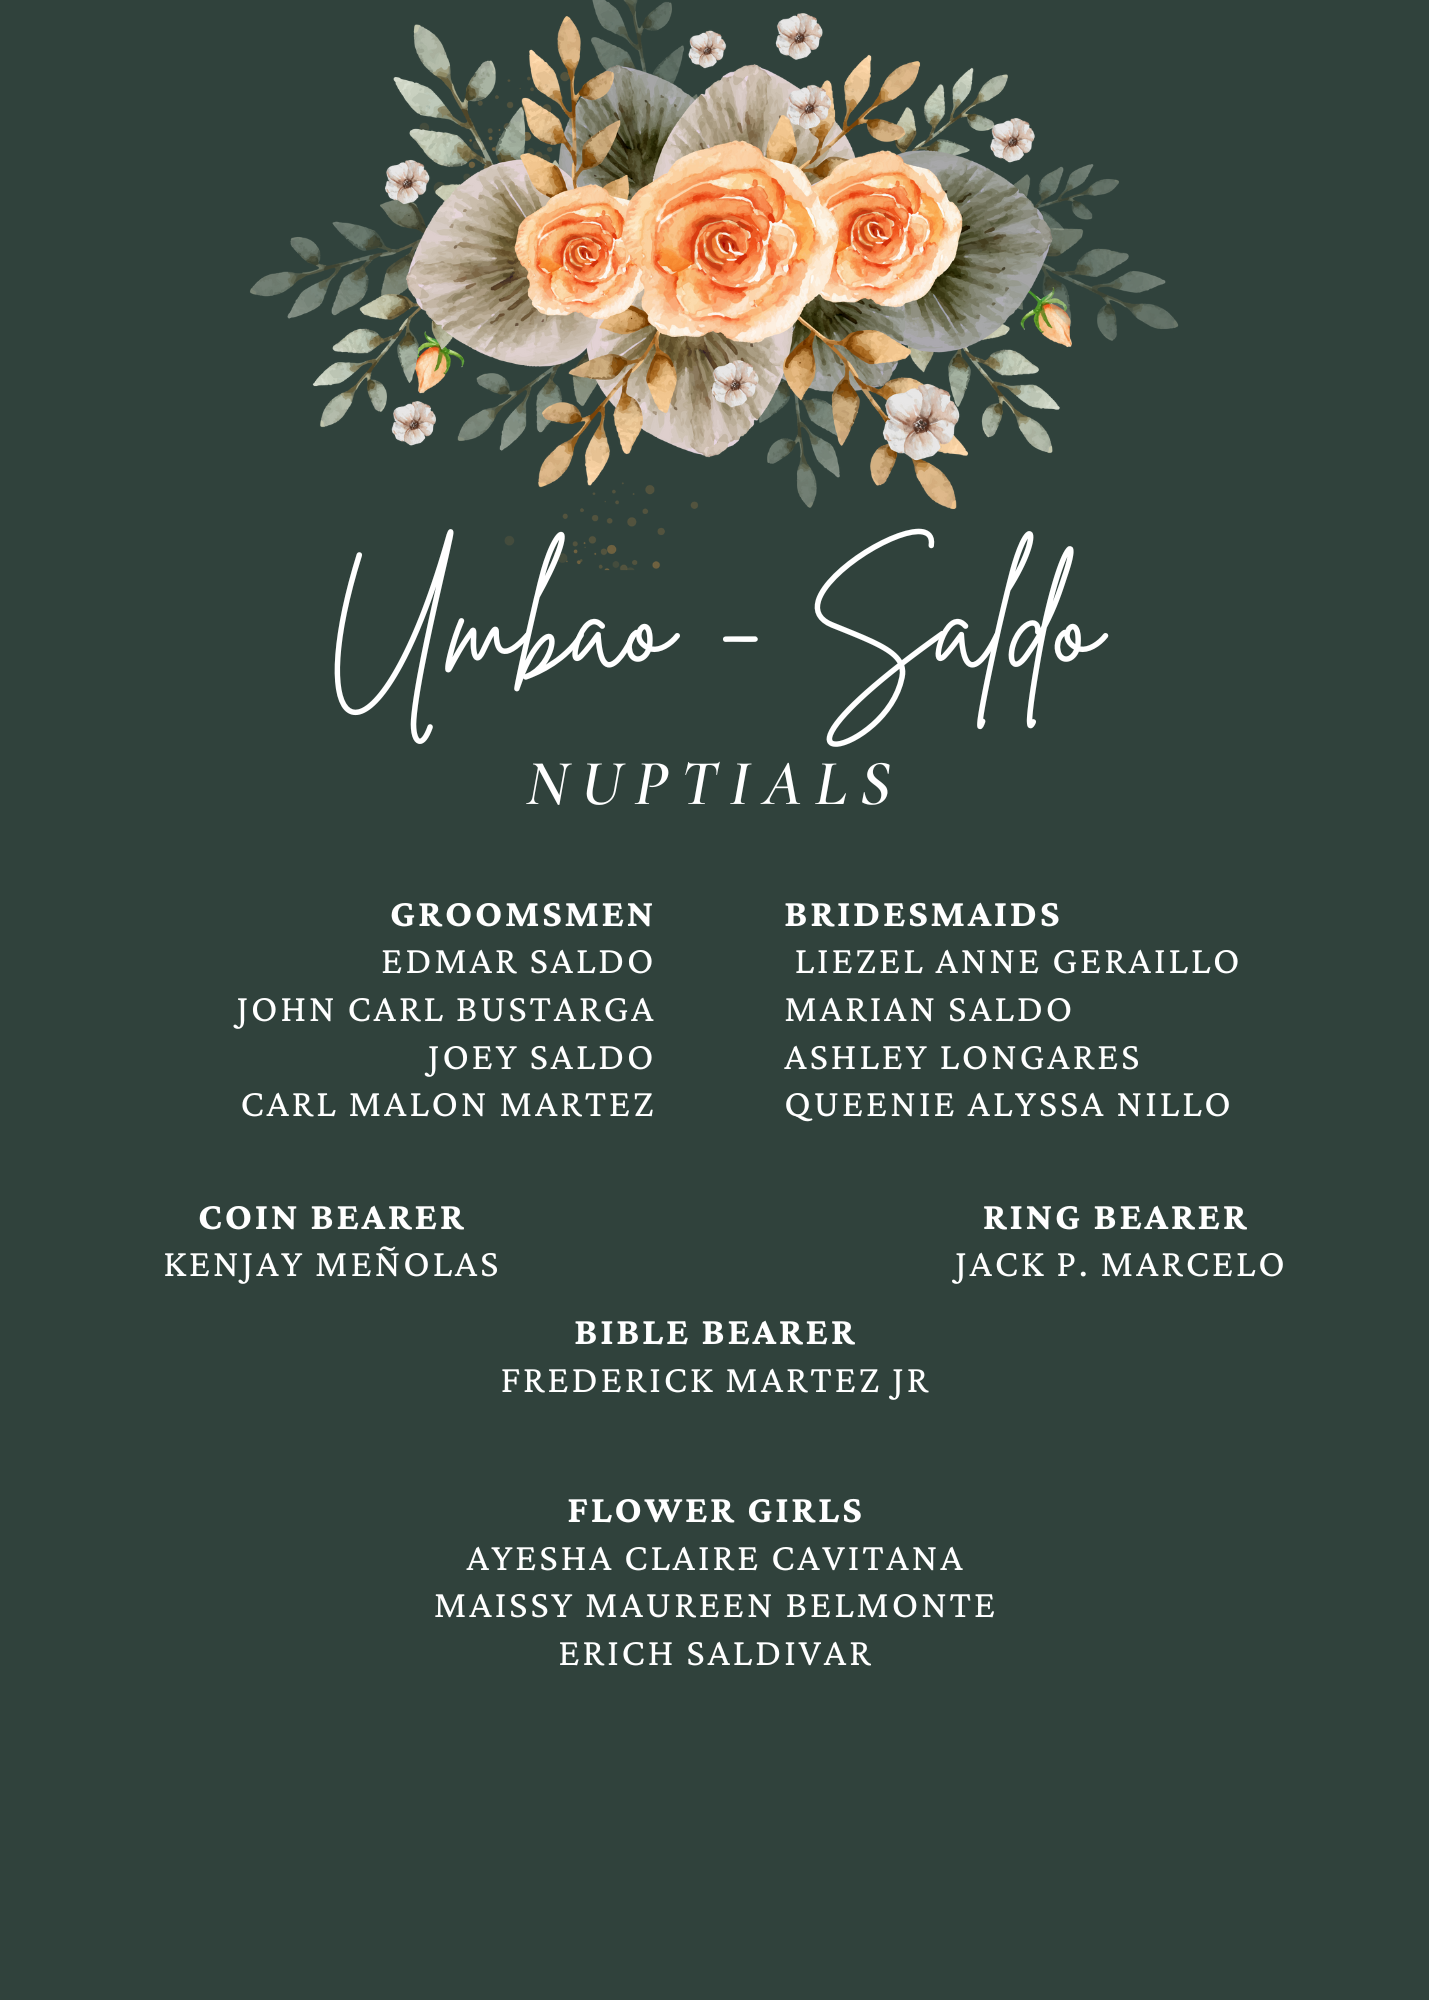 Umbao - Saldo
NUPTIALS
GROOMSMEN
EDMAR SALDO
JOHN CARL BUSTARGA
JOEY SALDO
CARL MALON MARTEZ
BRIDESMAIDS
LIEZEL ANNE GERAILLO
MARIAN SALDO
ASHLEY LONGARES
QUEENIE ALYSSA NILLO
COIN BEARER
KENJAY MEÑOLAS
RING BEARER
JACK P. MARCELO
BIBLE BEARER
FREDERICK MARTEZ JR
FLOWER GIRLS
AYESHA CLAIRE CAVITANA
MAISSY MAUREEN BELMONTE
ERICH SALDIVAR